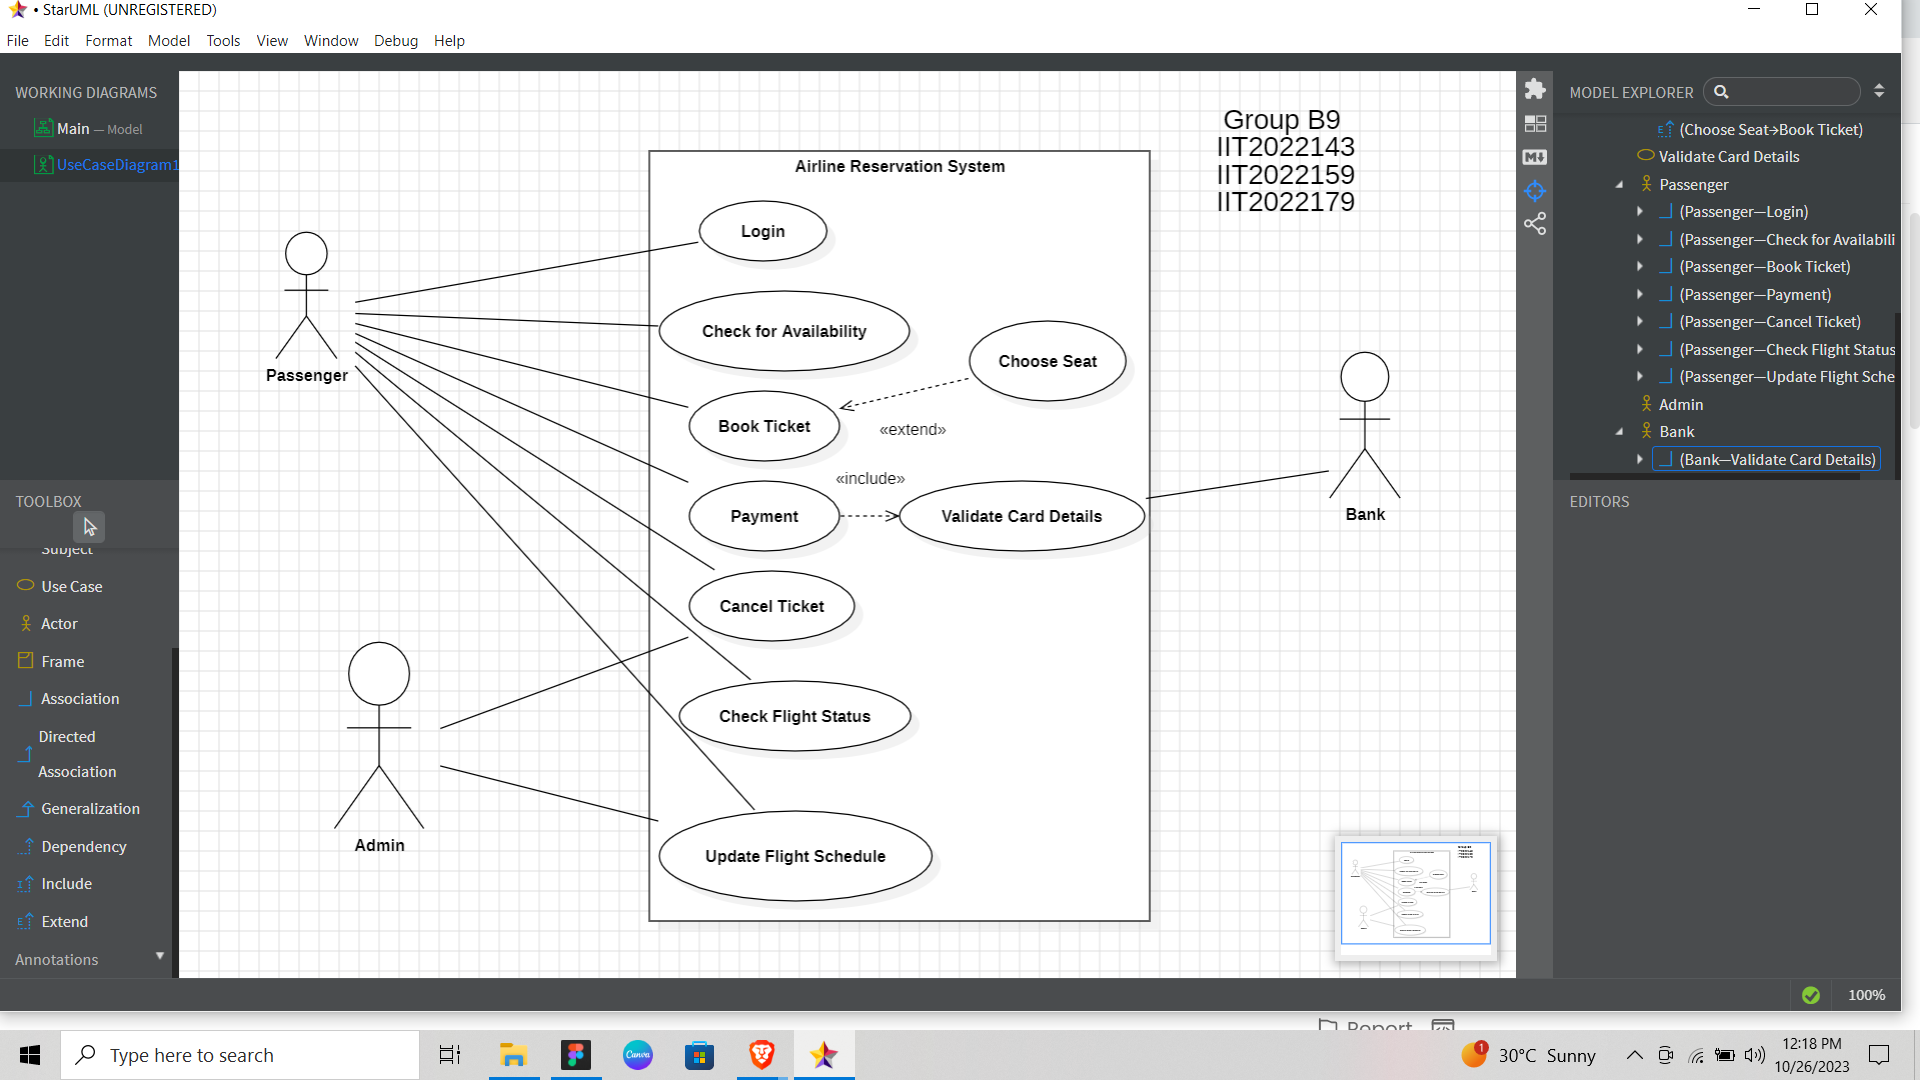 • StarUML (UNREGISTERED)
File Edit Format Model Tools View Window Debug Help
WORKING DIAGRAMS
Main — Model
UseCaseDiagram1
TOOLBOX
Subject
Use Case
Actor
Frame
Association
Directed
Association
Generalization
Dependency
Include
Extend
Annotations
Group B9
IIT2022143
IIT2022159
IIT2022179
Airline Reservation System
Login
Check for Availability
Choose Seat
Book Ticket
«extend»
«include»
Payment
Validate Card Details
Cancel Ticket
Check Flight Status
Update Flight Schedule
Passenger
Admin
Bank
MODEL EXPLORER
(Choose Seat→Book Ticket)
Validate Card Details
Passenger
(Passenger—Login)
(Passenger—Check for Availabili
(Passenger—Book Ticket)
(Passenger—Payment)
(Passenger—Cancel Ticket)
(Passenger—Check Flight Status
(Passenger—Update Flight Sche
Admin
Bank
(Bank—Validate Card Details)
EDITORS
100%
Report
Type here to search
Canva
1
30°C Sunny
12:18 PM
10/26/2023